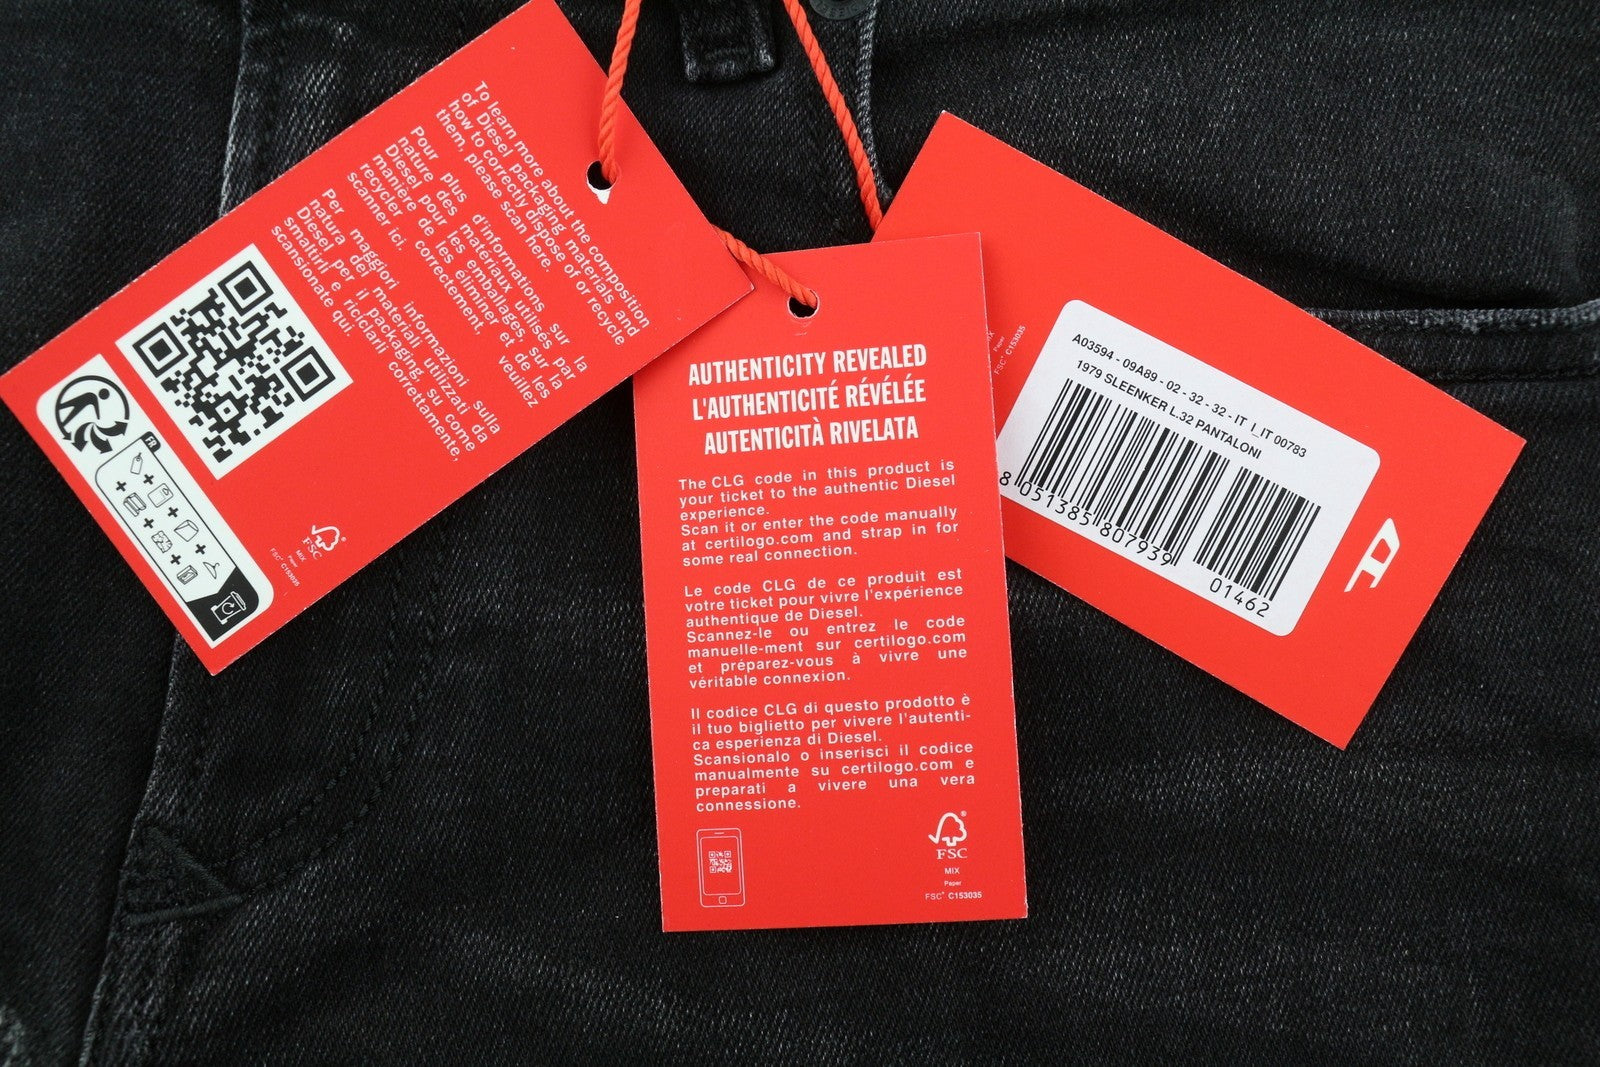 To learn more about the composition
of Diesel packaging materials and
how to correctly dispose of or recycle
them, please scan here.
Pour plus d'informations sur la
nature des matériaux utilisés par
Diesel pour les emballages, sur la
manière de les éliminer et de les
recycler correctement, veuillez
scanner ici.
Per maggiori informazioni sulla
natura dei materiali utilizzati da
Diesel per il packaging, su come
smaltirli e riciclarli correttamente,
scansionate qui.
FR
FSC
MIX
Paper
FSC® C153035
AUTHENTICITY REVEALED
L'AUTHENTICITÉ RÉVÉLÉE
AUTENTICITÀ RIVELATA
The CLG code in this product is
your ticket to the authentic Diesel
experience.
Scan it or enter the code manually
at certilogo.com and strap in for
some real connection.
Le code CLG de ce produit est
votre ticket pour vivre l'expérience
authentique de Diesel.
Scannez-le ou entrez le code
manuelle-ment sur certilogo.com
et préparez-vous à vivre une
véritable connexion.
Il codice CLG di questo prodotto è
il tuo biglietto per vivere l'autenti-
ca esperienza di Diesel.
Scansionalo o inserisci il codice
manualmente su certilogo.com e
preparati a vivere una vera
connessione.
FSC
MIX
Paper
FSC® C153035
MIX
Paper
FSC® C153035
A03594 - 09A89 - 02 - 32 - 32 - IT I_IT 00783
1979 SLEENKER L.32 PANTALONI
8 051385 807939
01462
D